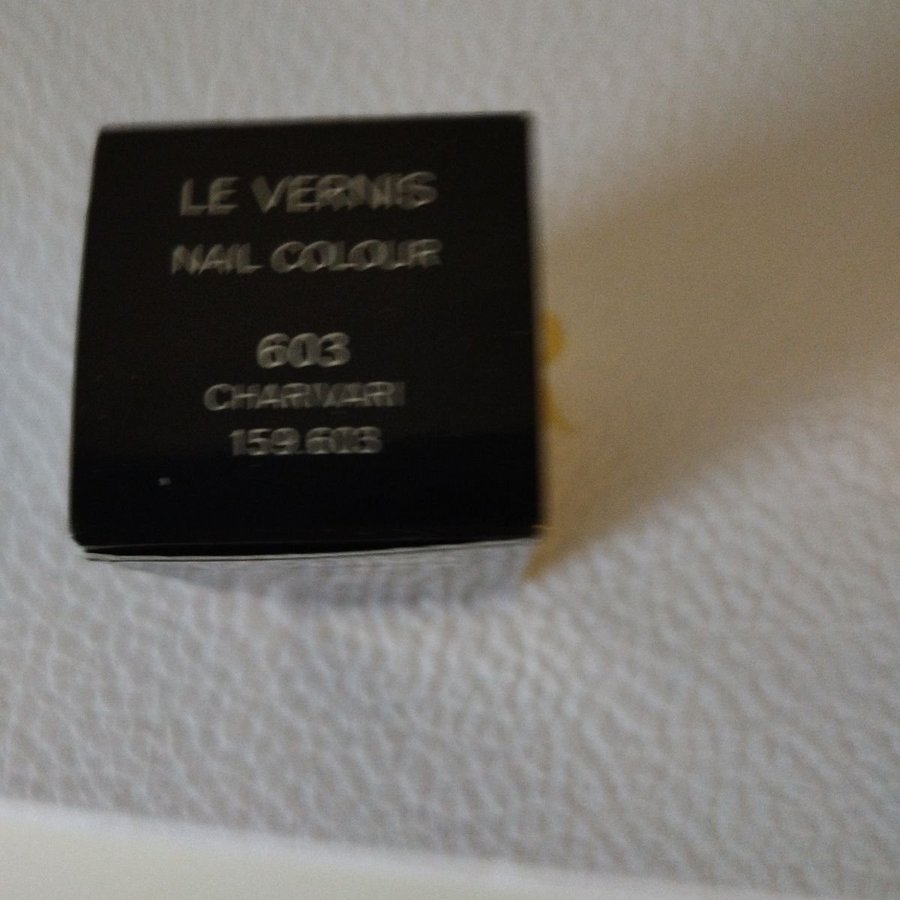 LE VERNIS
NAIL COLOUR
603
CHARIVARI
159.603